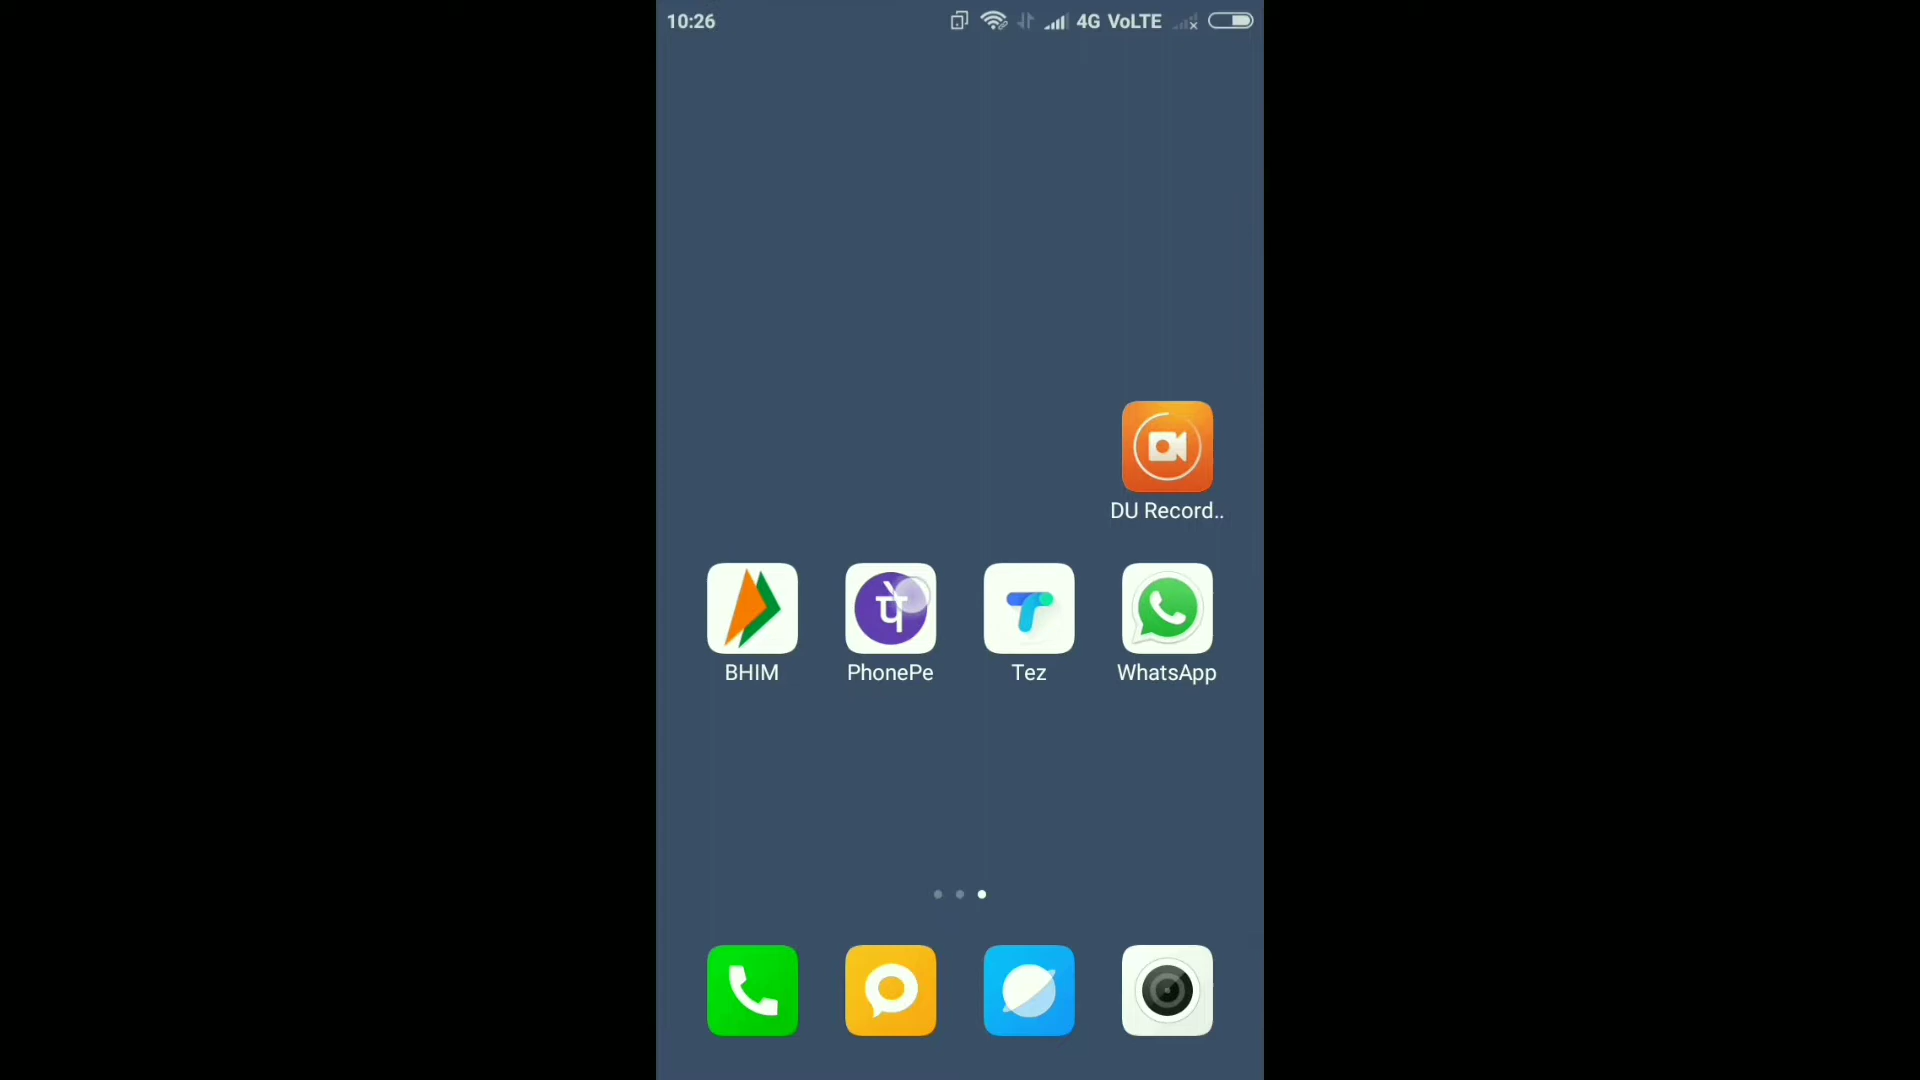 10:26 4G VoLTE
DU Record..
पे
BHIM PhonePe Tez WhatsApp